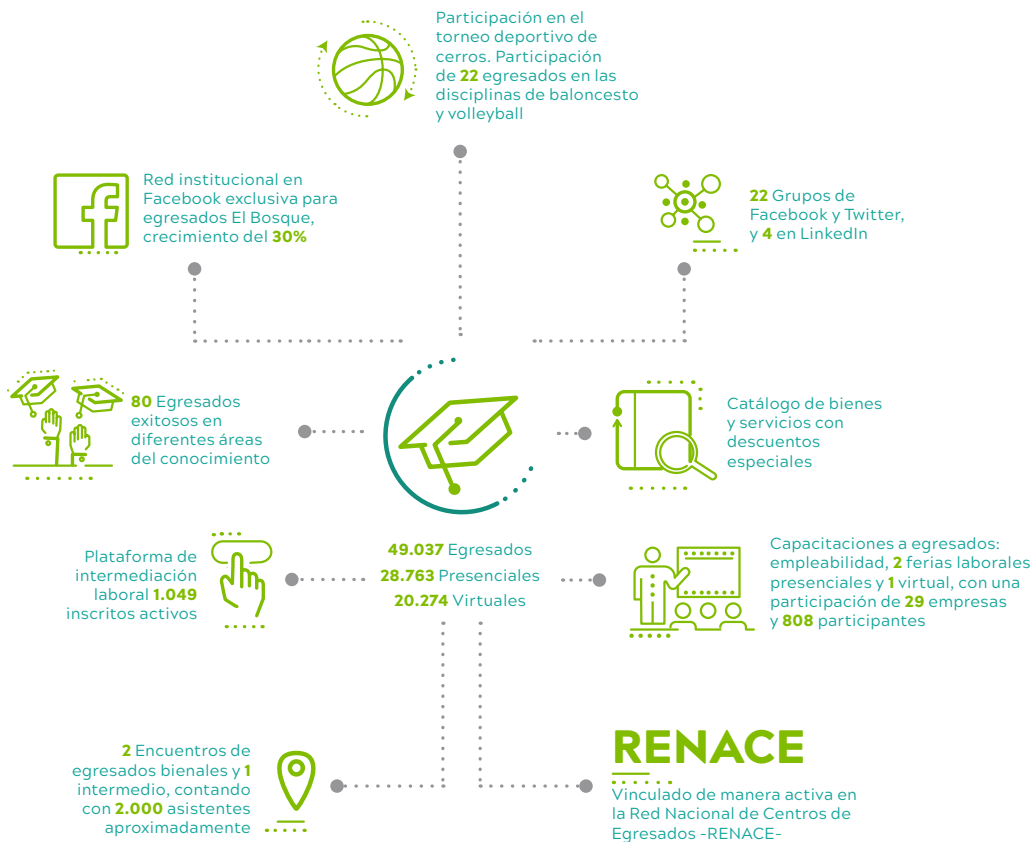 Participación en el
torneo deportivo de
cerros. Participación
de 22 egresados en las
disciplinas de baloncesto
y volleyball
Red institucional en
Facebook exclusiva para
egresados El Bosque,
crecimiento del 30%
22 Grupos de
Facebook y Twitter,
y 4 en LinkedIn
80 Egresados
exitosos en
diferentes áreas
del conocimiento
Catálogo de bienes
y servicios con
descuentos
especiales
Plataforma de
intermediación
laboral 1.049
inscritos activos
49.037 Egresados
28.763 Presenciales
20.274 Virtuales
Capacitaciones a egresados:
empleabilidad, 2 ferias laborales
presenciales y 1 virtual, con una
participación de 29 empresas
y 808 participantes
2 Encuentros de
egresados bienales y 1
intermedio, contando
con 2.000 asistentes
aproximadamente
RENACE
Vinculado de manera activa en
la Red Nacional de Centros de
Egresados -RENACE-